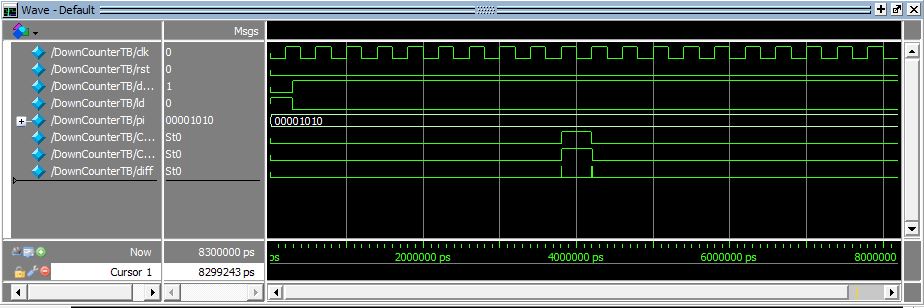 Wave - Default
Msgs
/DownCounterTB/clk 0
/DownCounterTB/rst 0
/DownCounterTB/d... 1
/DownCounterTB/ld 0
/DownCounterTB/pi 00001010 00001010
/DownCounterTB/C... St0
/DownCounterTB/C... St0
/DownCounterTB/diff St0
Now 8300000 ps ps 2000000 ps 4000000 ps 6000000 ps 8000000
Cursor 1 8299243 ps